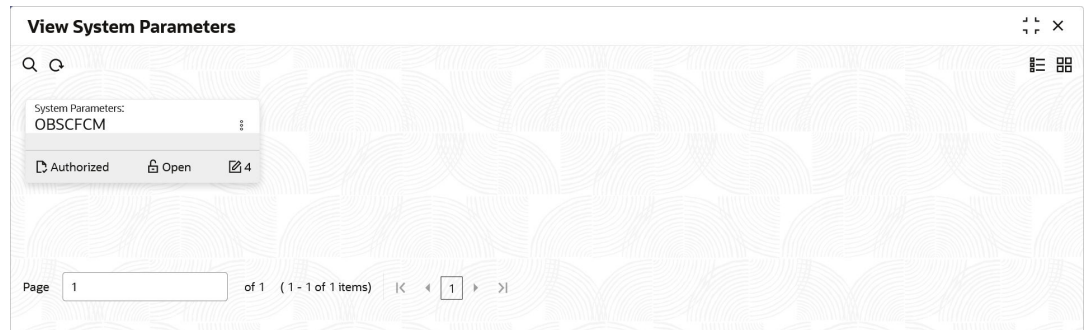 View System Parameters
System Parameters:
OBSCFCM
Authorized Open 4
Page 1 of 1 ( 1 - 1 of 1 items) 1